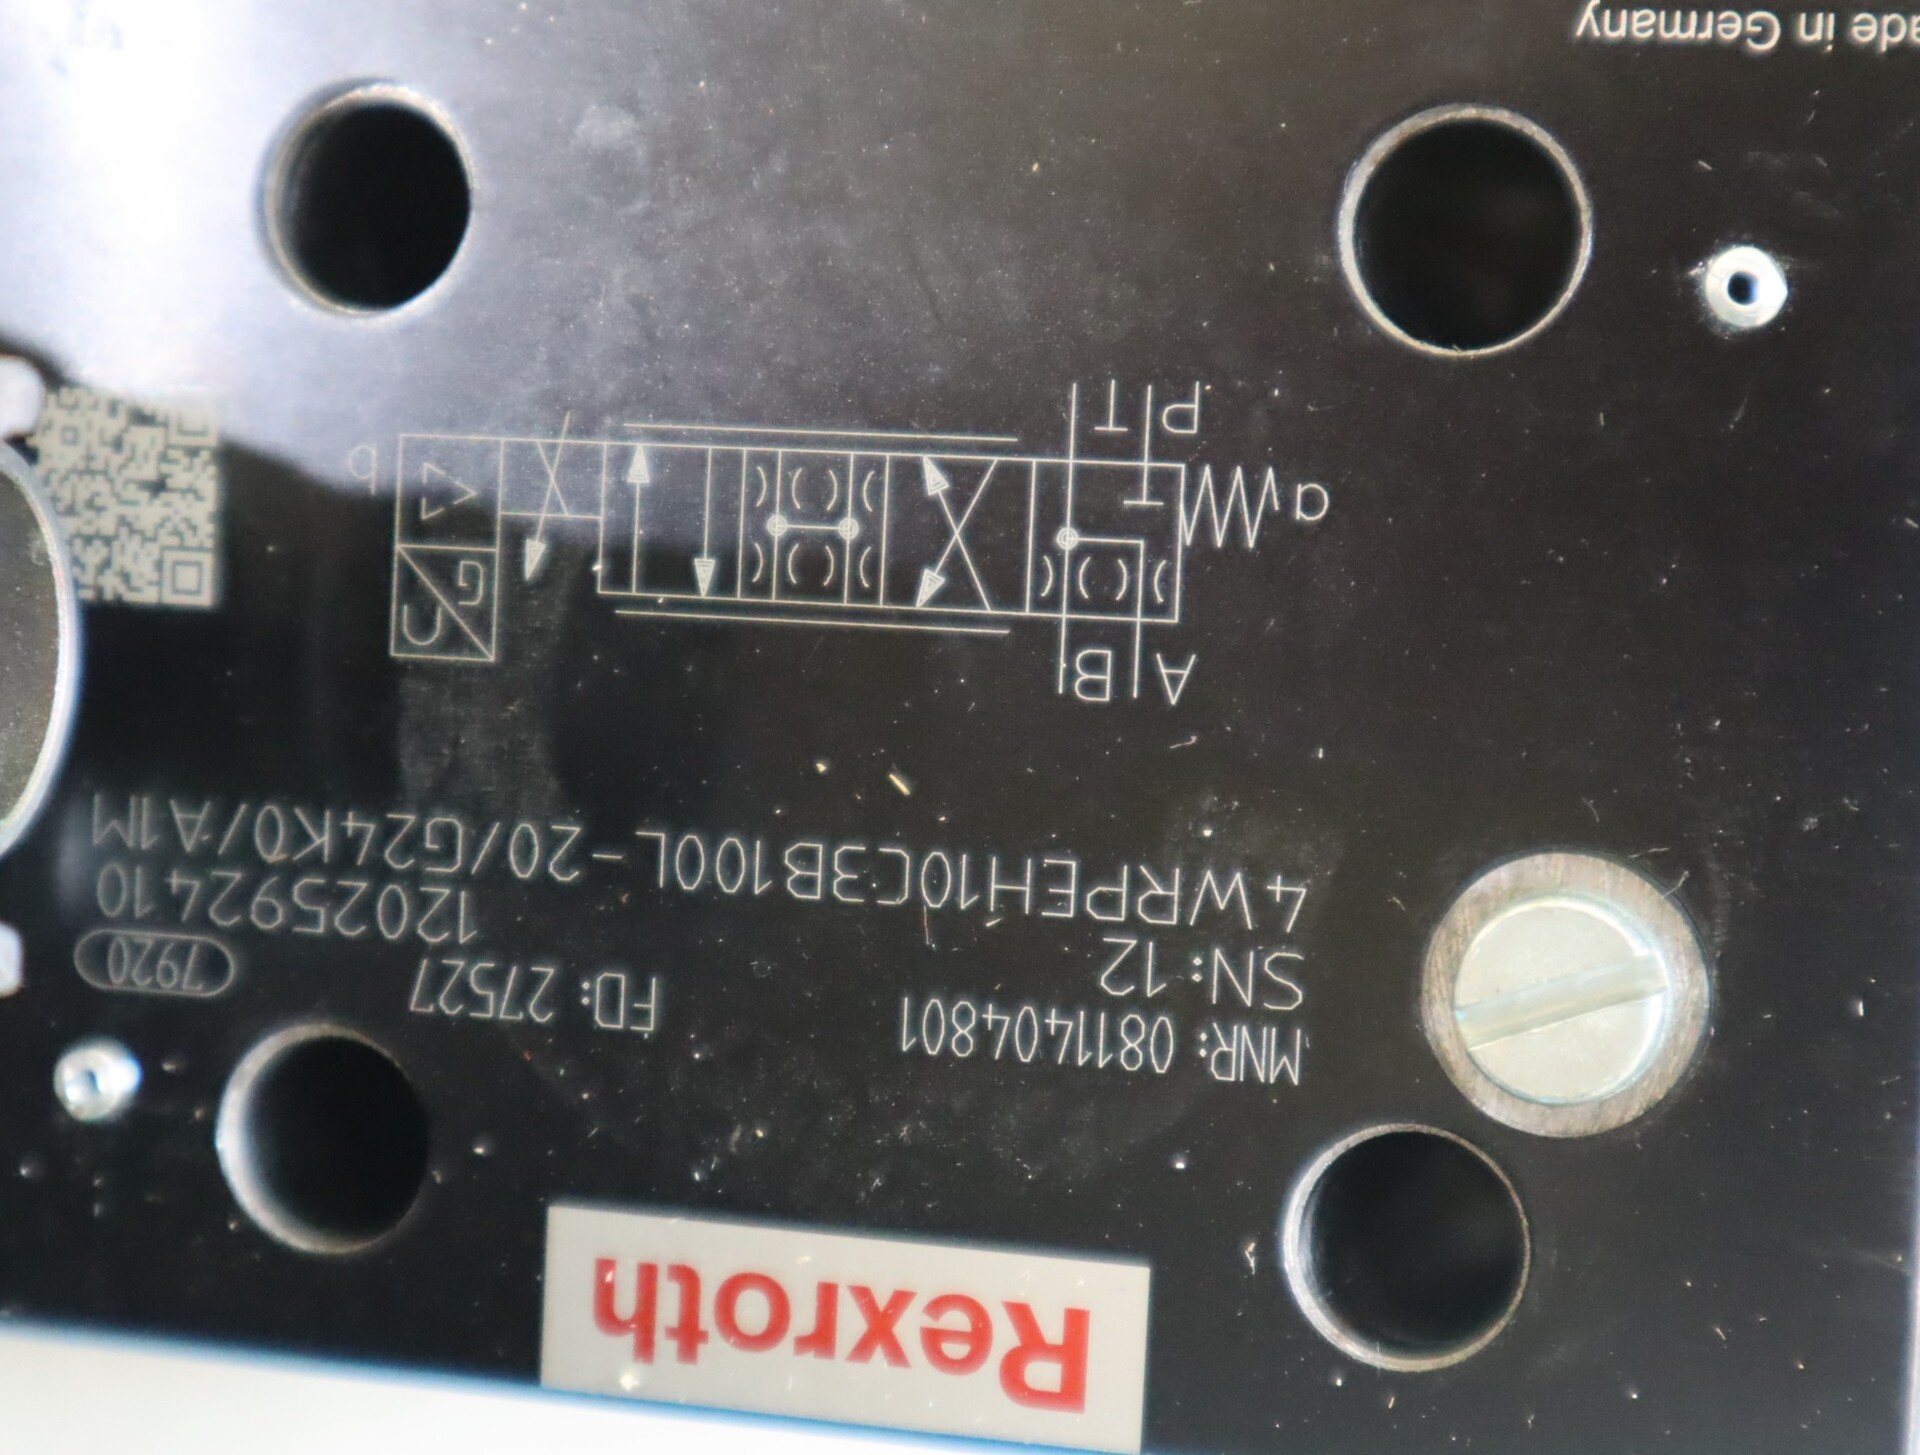 Rexroth
MNR: 0811404801 FD: 27527 7920
SN: 12 1202592410
4WRPEH10C3B100L-20/G24K0/A1M
A B
G
S
a b
P T
ade in Germany